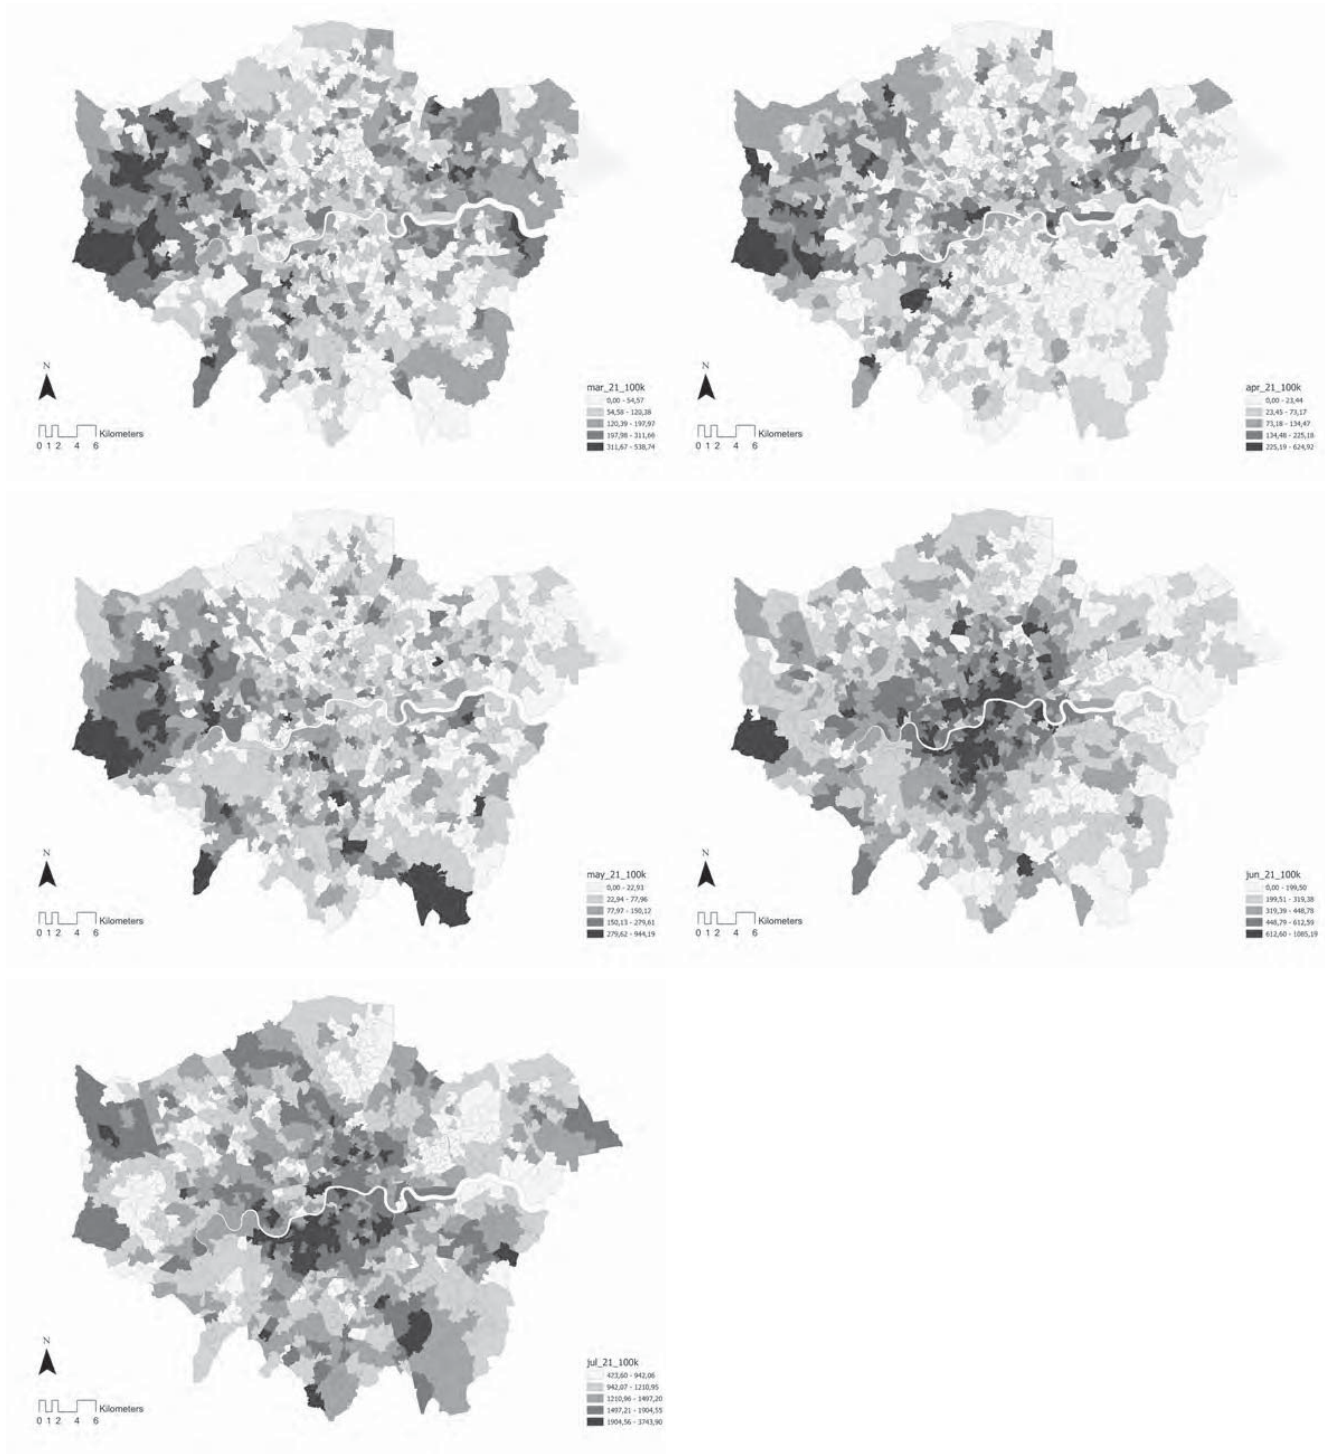 N
Kilometers
0 1 2 4 6
mar_21_100k
0,00 - 54,57
54,58 - 120,38
120,39 - 197,97
197,98 - 311,66
311,67 - 538,74
N
Kilometers
0 1 2 4 6
apr_21_100k
0,00 - 23,44
23,45 - 73,17
73,18 - 134,47
134,48 - 225,18
225,19 - 624,92
N
Kilometers
0 1 2 4 6
may_21_100k
0,00 - 22,93
22,94 - 77,96
77,97 - 150,12
150,13 - 279,61
279,62 - 944,19
N
Kilometers
0 1 2 4 6
jun_21_100k
0,00 - 199,50
199,51 - 319,38
319,39 - 448,78
448,79 - 612,59
612,60 - 1085,19
N
Kilometers
0 1 2 4 6
jul_21_100k
423,60 - 942,06
942,07 - 1210,95
1210,96 - 1497,20
1497,21 - 1904,55
1904,56 - 3743,90